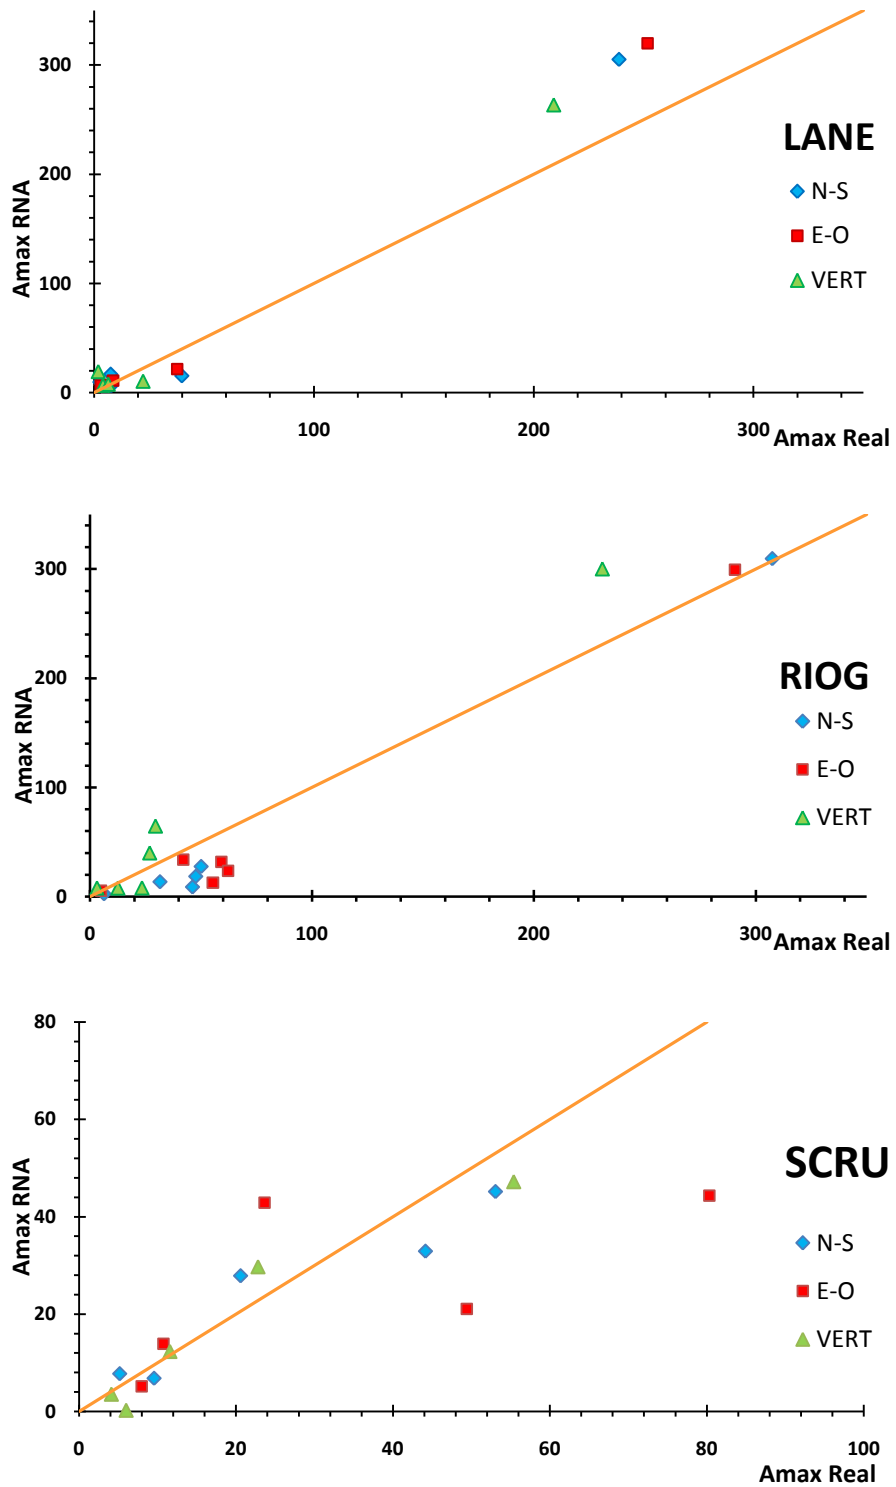 300
200
100
0
Amax RNA
LANE
N-S
E-O
VERT
0 100 200 300 Amax Real
300
200
100
0
Amax RNA
RIOG
N-S
E-O
VERT
0 100 200 300
Amax Real
80
60
40
20
0
Amax RNA
SCRU
N-S
E-O
VERT
0 20 40 60 80 100
Amax Real